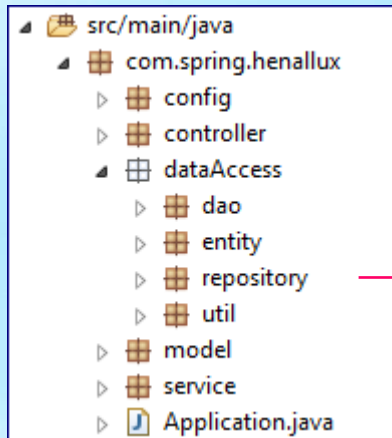 src/main/java
com.spring.henallux
config
controller
dataAccess
dao
entity
repository
util
model
service
Application.java